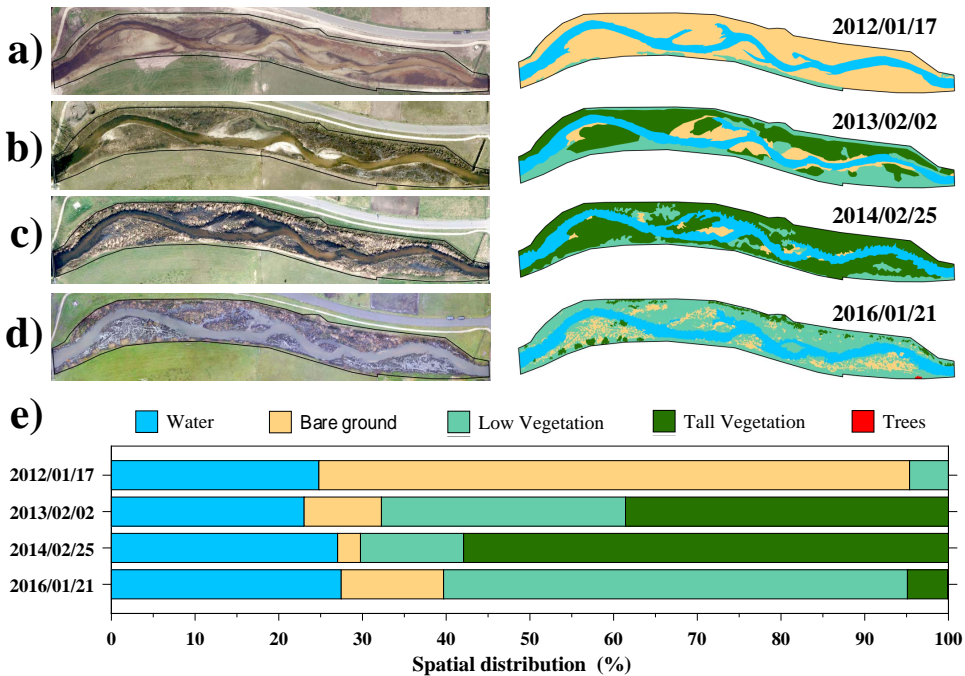 a)
2012/01/17
b)
2013/02/02
c)
2014/02/25
d)
2016/01/21
e)
Water Bare ground Low Vegetation Tall Vegetation Trees
2012/01/17
2013/02/02
2014/02/25
2016/01/21
0 10 20 30 40 50 60 70 80 90 100
Spatial distribution (%)